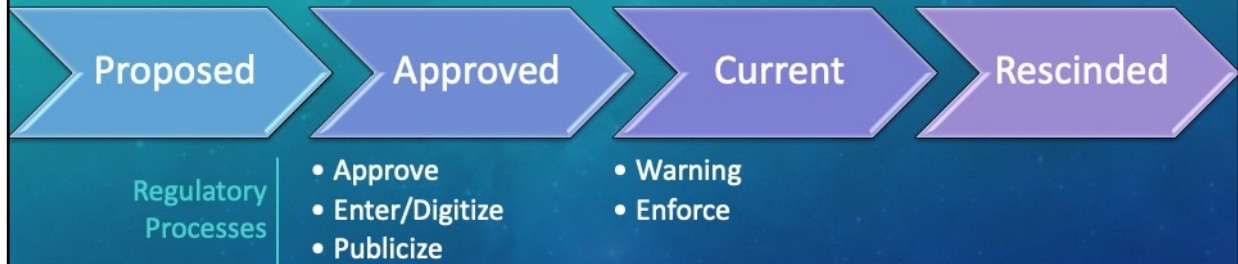 Proposed
Approved
Current
Rescinded
Regulatory
Processes
• Approve
• Enter/Digitize
• Publicize
• Warning
• Enforce